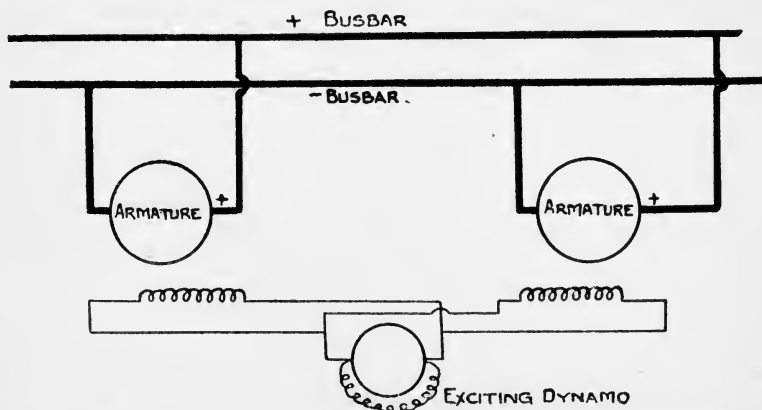 + BUSBAR
- BUSBAR.
ARMATURE +
ARMATURE +
EXCITING DYNAMO